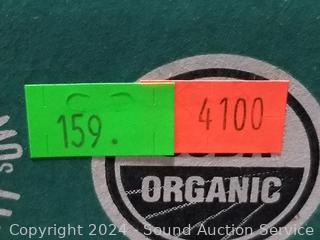 159.
4100
ORGANIC
Copyright 2024 - Sound Auction Service